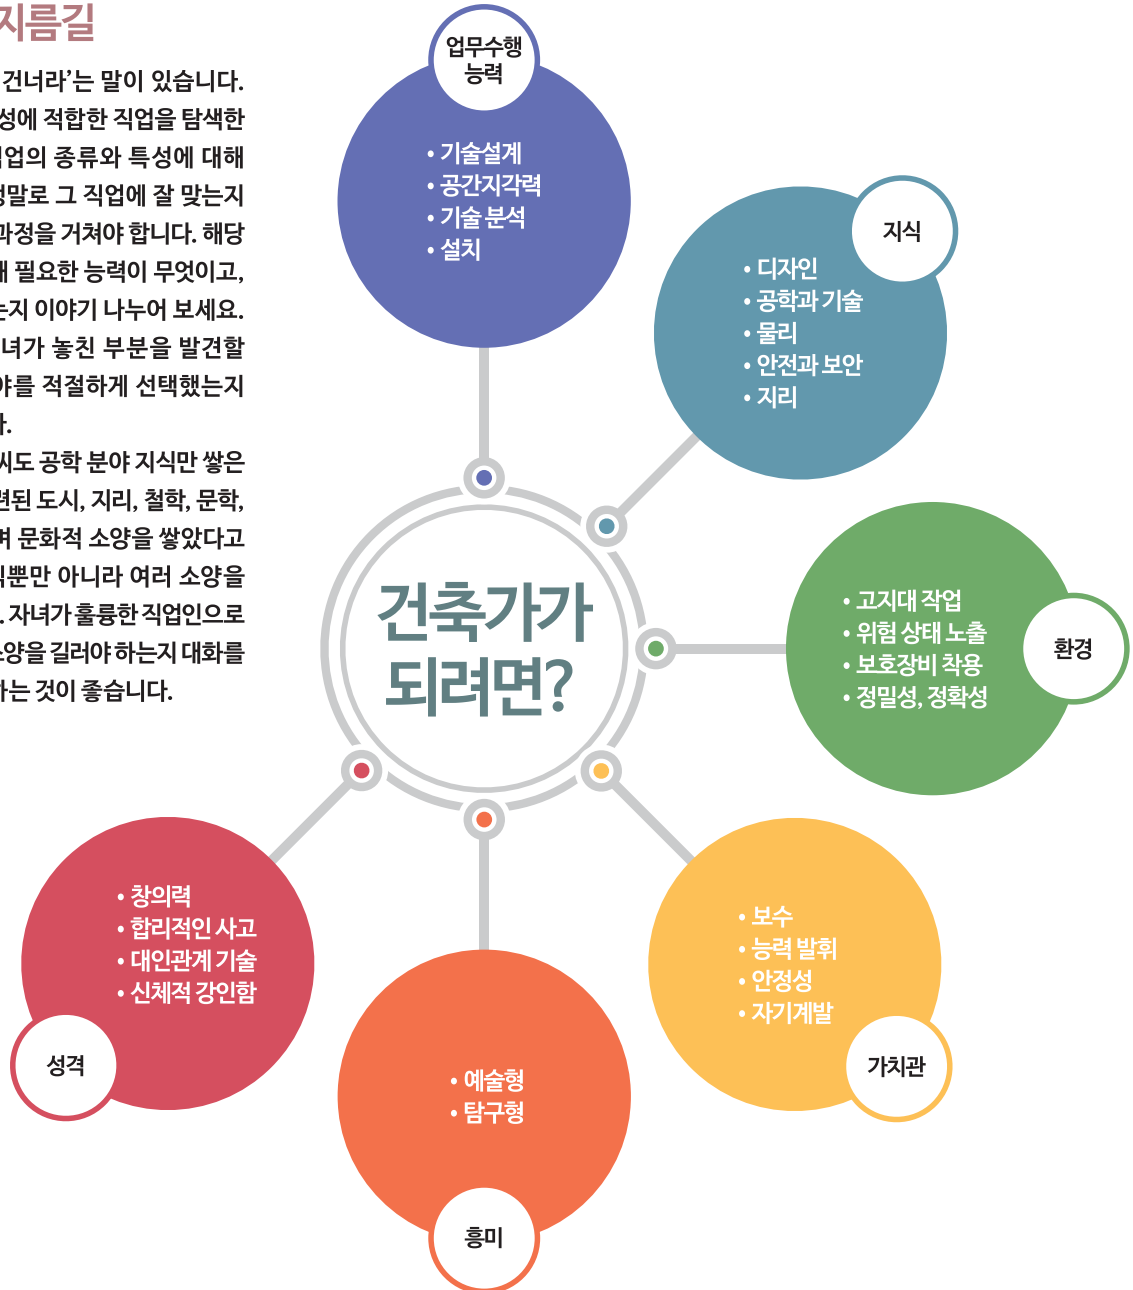 지름길
건너라’는 말이 있습니다.
성에 적합한 직업을 탐색한
직업의 종류와 특성에 대해
정말로 그 직업에 잘 맞는지
과정을 거쳐야 합니다. 해당
해 필요한 능력이 무엇이고,
는지 이야기 나누어 보세요.
녀가 놓친 부분을 발견할
야를 적절하게 선택했는지
다.
씨도 공학 분야 지식만 쌓은
련된 도시, 지리, 철학, 문학,
며 문화적 소양을 쌓았다고
식뿐만 아니라 여러 소양을
. 자녀가 훌륭한 직업인으로
소양을 길러야 하는지 대화를
하는 것이 좋습니다.
업무수행
능력
• 기술설계
• 공간지각력
• 기술 분석
• 설치
지식
• 디자인
• 공학과 기술
• 물리
• 안전과 보안
• 지리
건축가가
되려면?
환경
• 고지대 작업
• 위험 상태 노출
• 보호장비 착용
• 정밀성, 정확성
가치관
• 보수
• 능력 발휘
• 안정성
• 자기계발
흥미
• 예술형
• 탐구형
성격
• 창의력
• 합리적인 사고
• 대인관계 기술
• 신체적 강인함